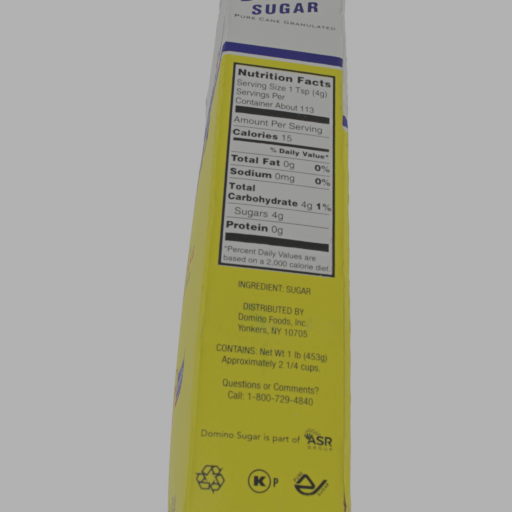 SUGAR
PURE CANE GRANULATED
Nutrition Facts
Serving Size 1 Tsp (4g)
Servings Per
Container About 113
Amount Per Serving
Calories 15
% Daily Value*
Total Fat 0g 0%
Sodium 0mg 0%
Total
Carbohydrate 4g 1%
Sugars 4g
Protein 0g
*Percent Daily Values are
based on a 2,000 calorie diet
INGREDIENT: SUGAR
DISTRIBUTED BY
Domino Foods, Inc.
Yonkers, NY 10705
CONTAINS: Net Wt 1 lb (453g)
Approximately 2 1/4 cups.
Questions or Comments?
Call: 1-800-729-4840
Domino Sugar is part of ASR
GROUP
K P